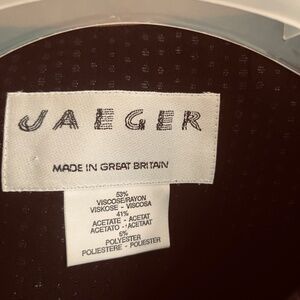 JAEGER
MADE IN GREAT BRITAIN
53%
VISCOSE/RAYON
VISKOSE - VISCOSA
41%
ACETATE - ACETAT
ACETATO - 'ACETAAT
6%
POLYESTER
POLIESTERE - POLIESTER